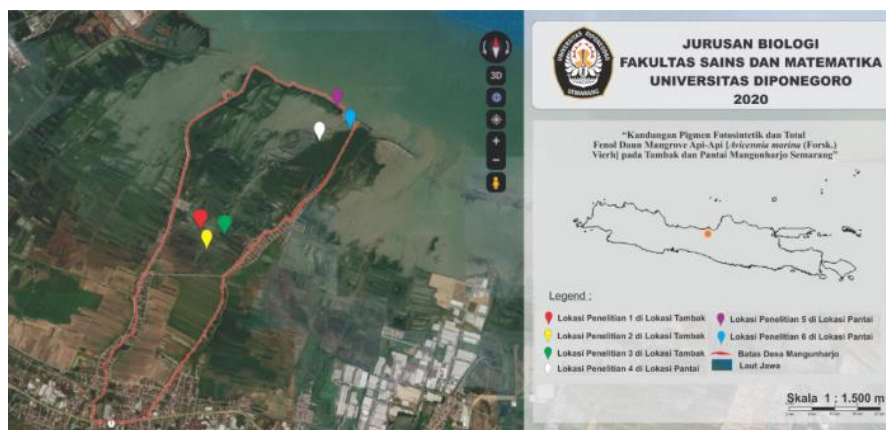 JURUSAN BIOLOGI
FAKULTAS SAINS DAN MATEMATIKA
UNIVERSITAS DIPONEGORO
2020
UNIVERSITAS DIPONEGORO
SEMARANG
3D
"Kandungan Pigmen Fotosintetik dan Total
Fenol Daun Mangrove Api-Api [Avicennia marina (Forsk.)
Vierh] pada Tambak dan Pantai Mangunharjo Semarang"
Legend :
Lokasi Penelitian 1 di Lokasi Tambak
Lokasi Penelitian 2 di Lokasi Tambak
Lokasi Penelitian 3 di Lokasi Tambak
Lokasi Penelitian 4 di Lokasi Pantai
Lokasi Penelitian 5 di Lokasi Pantai
Lokasi Penelitian 6 di Lokasi Pantai
Batas Desa Mangunharjo
Laut Jawa
Skala 1 : 1.500 m